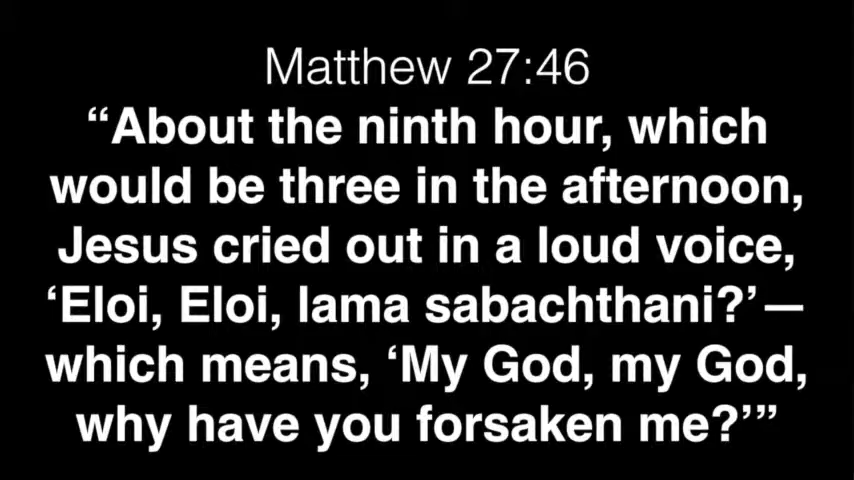 Matthew 27:46
“About the ninth hour, which
would be three in the afternoon,
Jesus cried out in a loud voice,
‘Eloi, Eloi, lama sabachthani?’—
which means, ‘My God, my God,
why have you forsaken me?’”